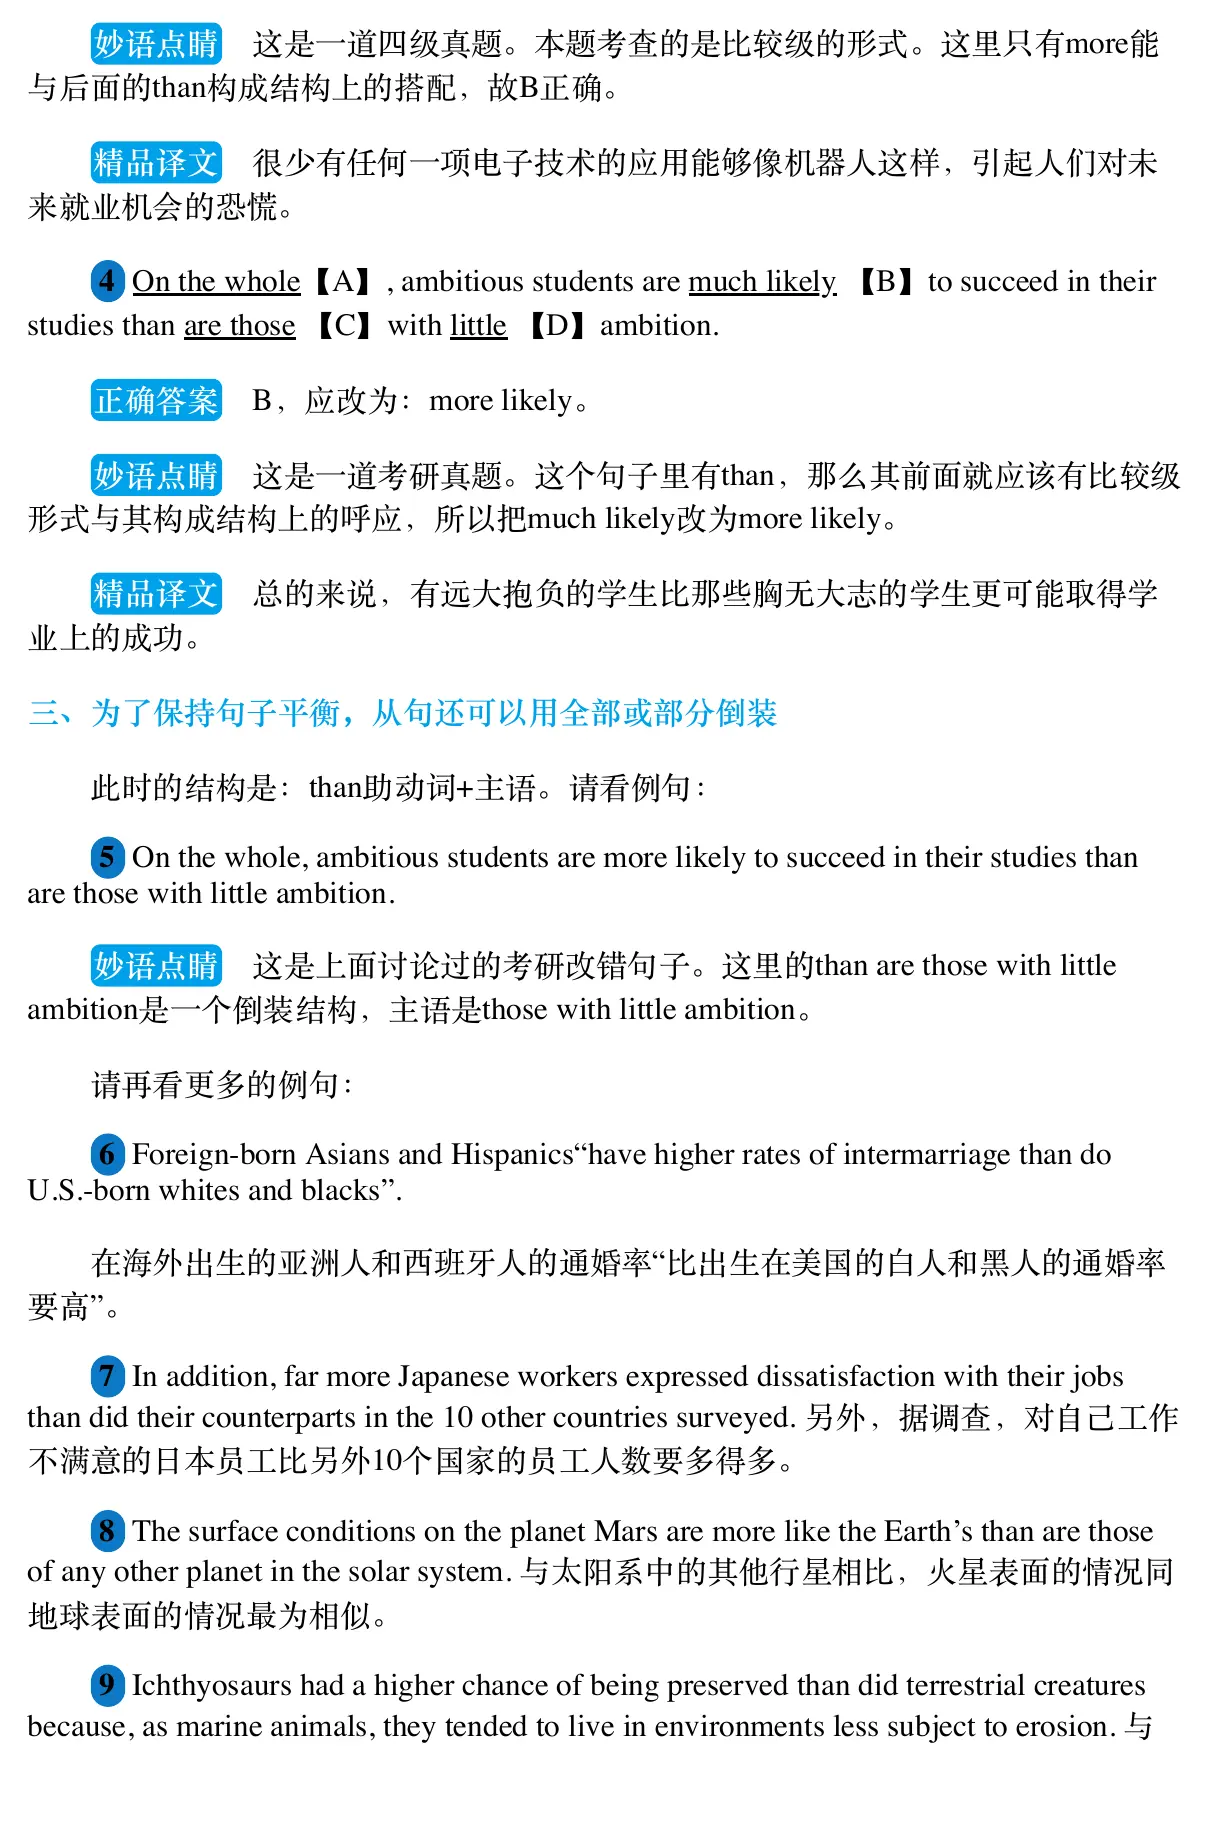 妙语点睛 这是一道四级真题。本题考查的是比较级的形式。这里只有more能
与后面的than构成结构上的搭配，故B正确。
精品译文 很少有任何一项电子技术的应用能够像机器人这样，引起人们对未
来就业机会的恐慌。
4 On the whole【A】, ambitious students are much likely 【B】to succeed in their
studies than are those 【C】with little 【D】ambition.
正确答案 B，应改为：more likely。
妙语点睛 这是一道考研真题。这个句子里有than，那么其前面就应该有比较级
形式与其构成结构上的呼应，所以把much likely改为more likely。
精品译文 总的来说，有远大抱负的学生比那些胸无大志的学生更可能取得学
业上的成功。
三、为了保持句子平衡，从句还可以用全部或部分倒装
此时的结构是：than助动词+主语。请看例句：
5 On the whole, ambitious students are more likely to succeed in their studies than
are those with little ambition.
妙语点睛 这是上面讨论过的考研改错句子。这里的than are those with little
ambition是一个倒装结构，主语是those with little ambition。
请再看更多的例句：
6 Foreign-born Asians and Hispanics“have higher rates of intermarriage than do
U.S.-born whites and blacks”.
在海外出生的亚洲人和西班牙人的通婚率“比出生在美国的白人和黑人的通婚率
要高”。
7 In addition, far more Japanese workers expressed dissatisfaction with their jobs
than did their counterparts in the 10 other countries surveyed. 另外，据调查，对自己工作
不满意的日本员工比另外10个国家的员工人数要多得多。
8 The surface conditions on the planet Mars are more like the Earth’s than are those
of any other planet in the solar system. 与太阳系中的其他行星相比，火星表面的情况同
地球表面的情况最为相似。
9 Ichthyosaurs had a higher chance of being preserved than did terrestrial creatures
because, as marine animals, they tended to live in environments less subject to erosion. 与